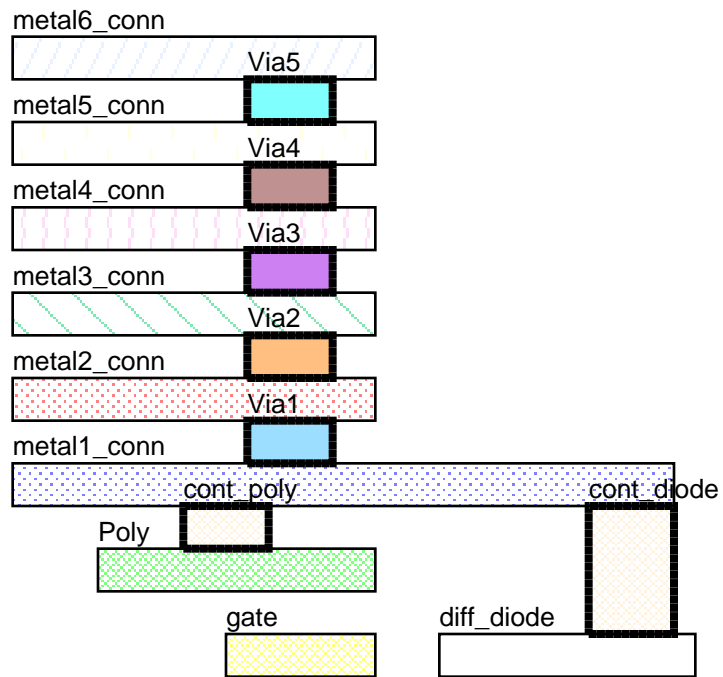 metal6_conn
Via5
metal5_conn
Via4
metal4_conn
Via3
metal3_conn
Via2
metal2_conn
Via1
metal1_conn
cont_poly
cont_diode
Poly
gate
diff_diode